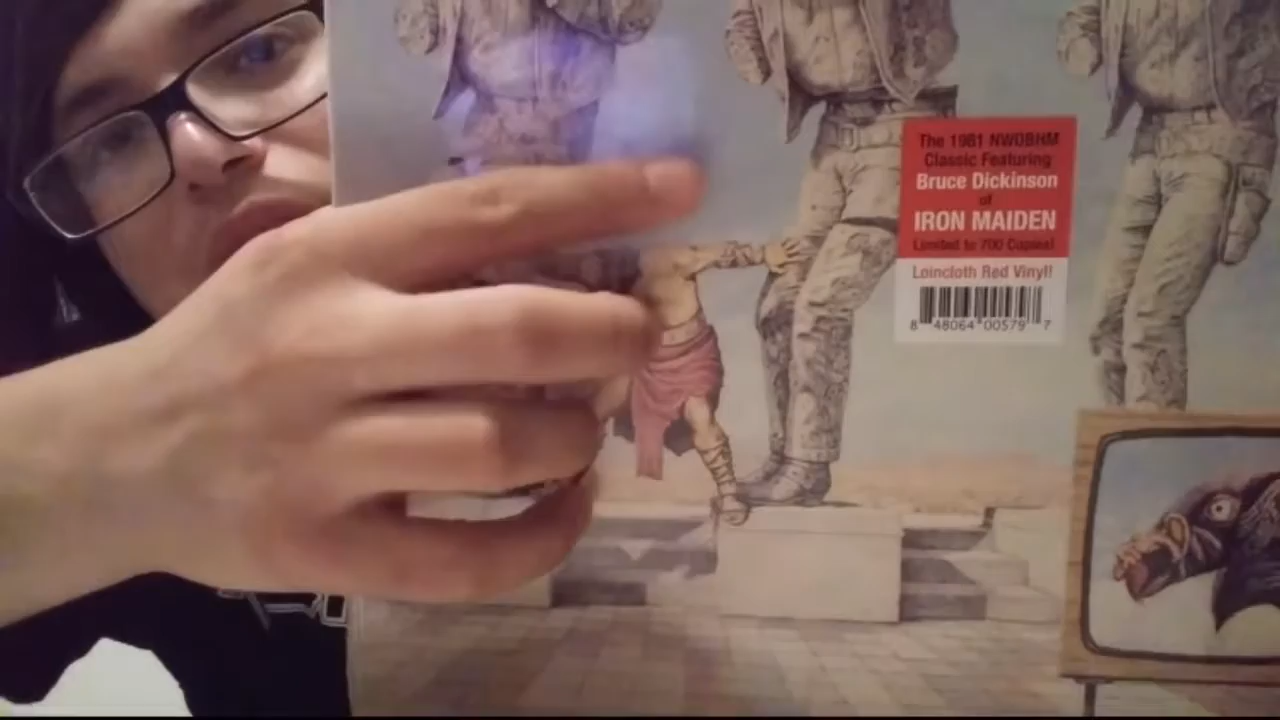 The 1981 NWOBHM
Classic Featuring
Bruce Dickinson
of
IRON MAIDEN
Limited to 700 Copies!
Loincloth Red Vinyl!
8 48064 00579 7